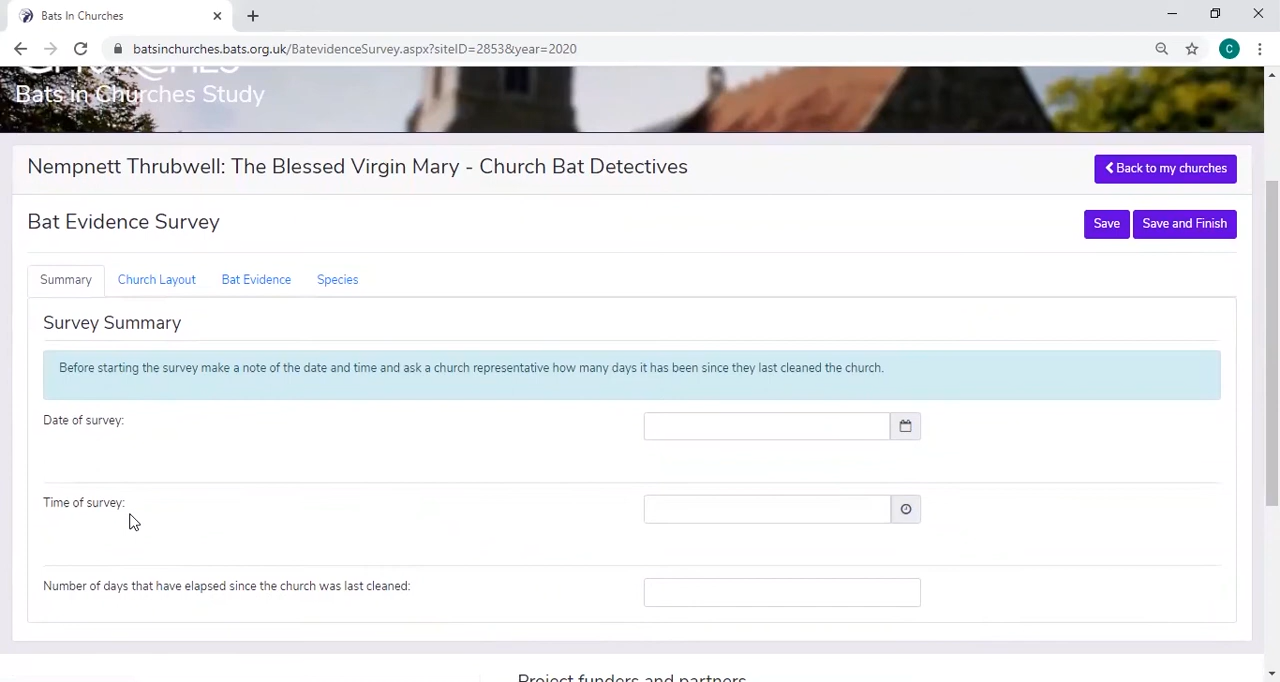 Bats In Churches
batsinchurches.bats.org.uk/BatevidenceSurvey.aspx?siteID=2853&year=2020
C
CHURCHES
Bats in Churches Study
Nempnett Thrubwell: The Blessed Virgin Mary - Church Bat Detectives
Back to my churches
Bat Evidence Survey
Save
Save and Finish
Summary
Church Layout
Bat Evidence
Species
Survey Summary
Before starting the survey make a note of the date and time and ask a church representative how many days it has been since they last cleaned the church.
Date of survey:
Time of survey:
Number of days that have elapsed since the church was last cleaned:
Project funders and partners